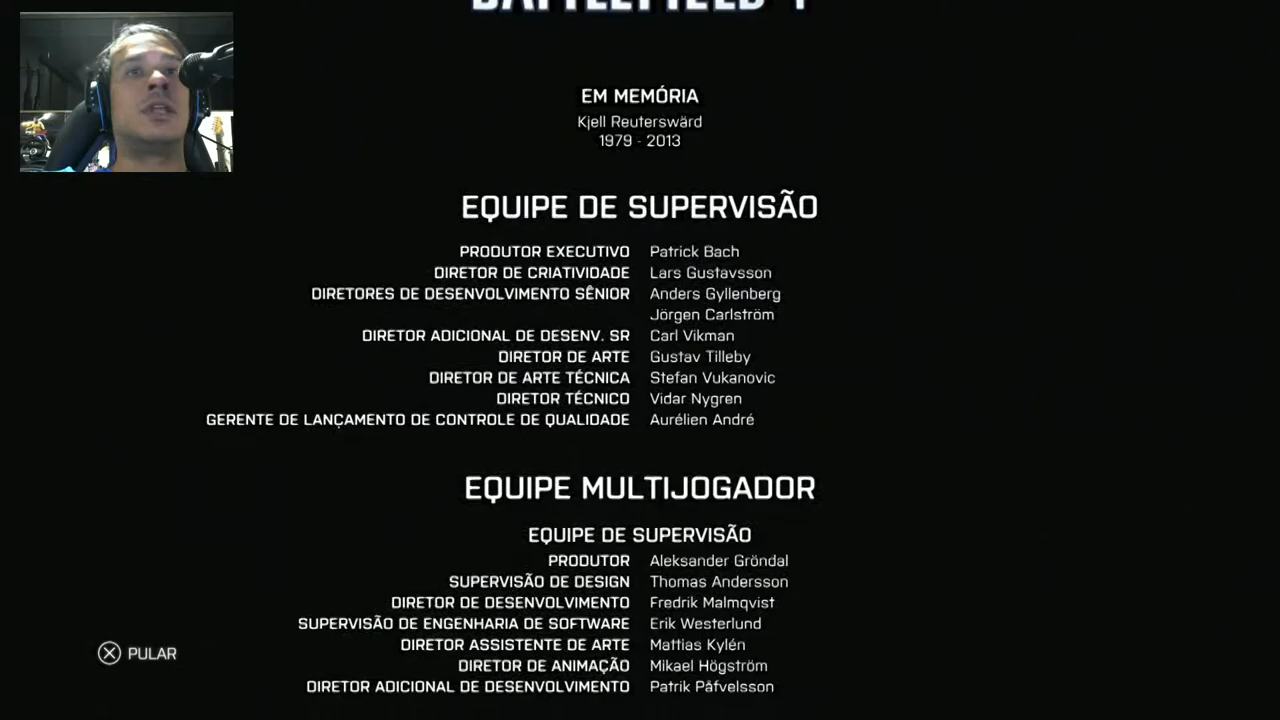 BATTLEFIELD 4
EM MEMÓRIA
Kjell Reuterswärd
1979 - 2013
EQUIPE DE SUPERVISÃO
PRODUTOR EXECUTIVO Patrick Bach
DIRETOR DE CRIATIVIDADE Lars Gustavsson
DIRETORES DE DESENVOLVIMENTO SÊNIOR Anders Gyllenberg
Jörgen Carlström
DIRETOR ADICIONAL DE DESENV. SR Carl Vikman
DIRETOR DE ARTE Gustav Tilleby
DIRETOR DE ARTE TÉCNICA Stefan Vukanovic
DIRETOR TÉCNICO Vidar Nygren
GERENTE DE LANÇAMENTO DE CONTROLE DE QUALIDADE Aurélien André
EQUIPE MULTIJOGADOR
EQUIPE DE SUPERVISÃO
PRODUTOR Aleksander Gröndal
SUPERVISÃO DE DESIGN Thomas Andersson
DIRETOR DE DESENVOLVIMENTO Fredrik Malmqvist
SUPERVISÃO DE ENGENHARIA DE SOFTWARE Erik Westerlund
DIRETOR ASSISTENTE DE ARTE Mattias Kylén
DIRETOR DE ANIMAÇÃO Mikael Högström
DIRETOR ADICIONAL DE DESENVOLVIMENTO Patrik Påfvelsson
PULAR